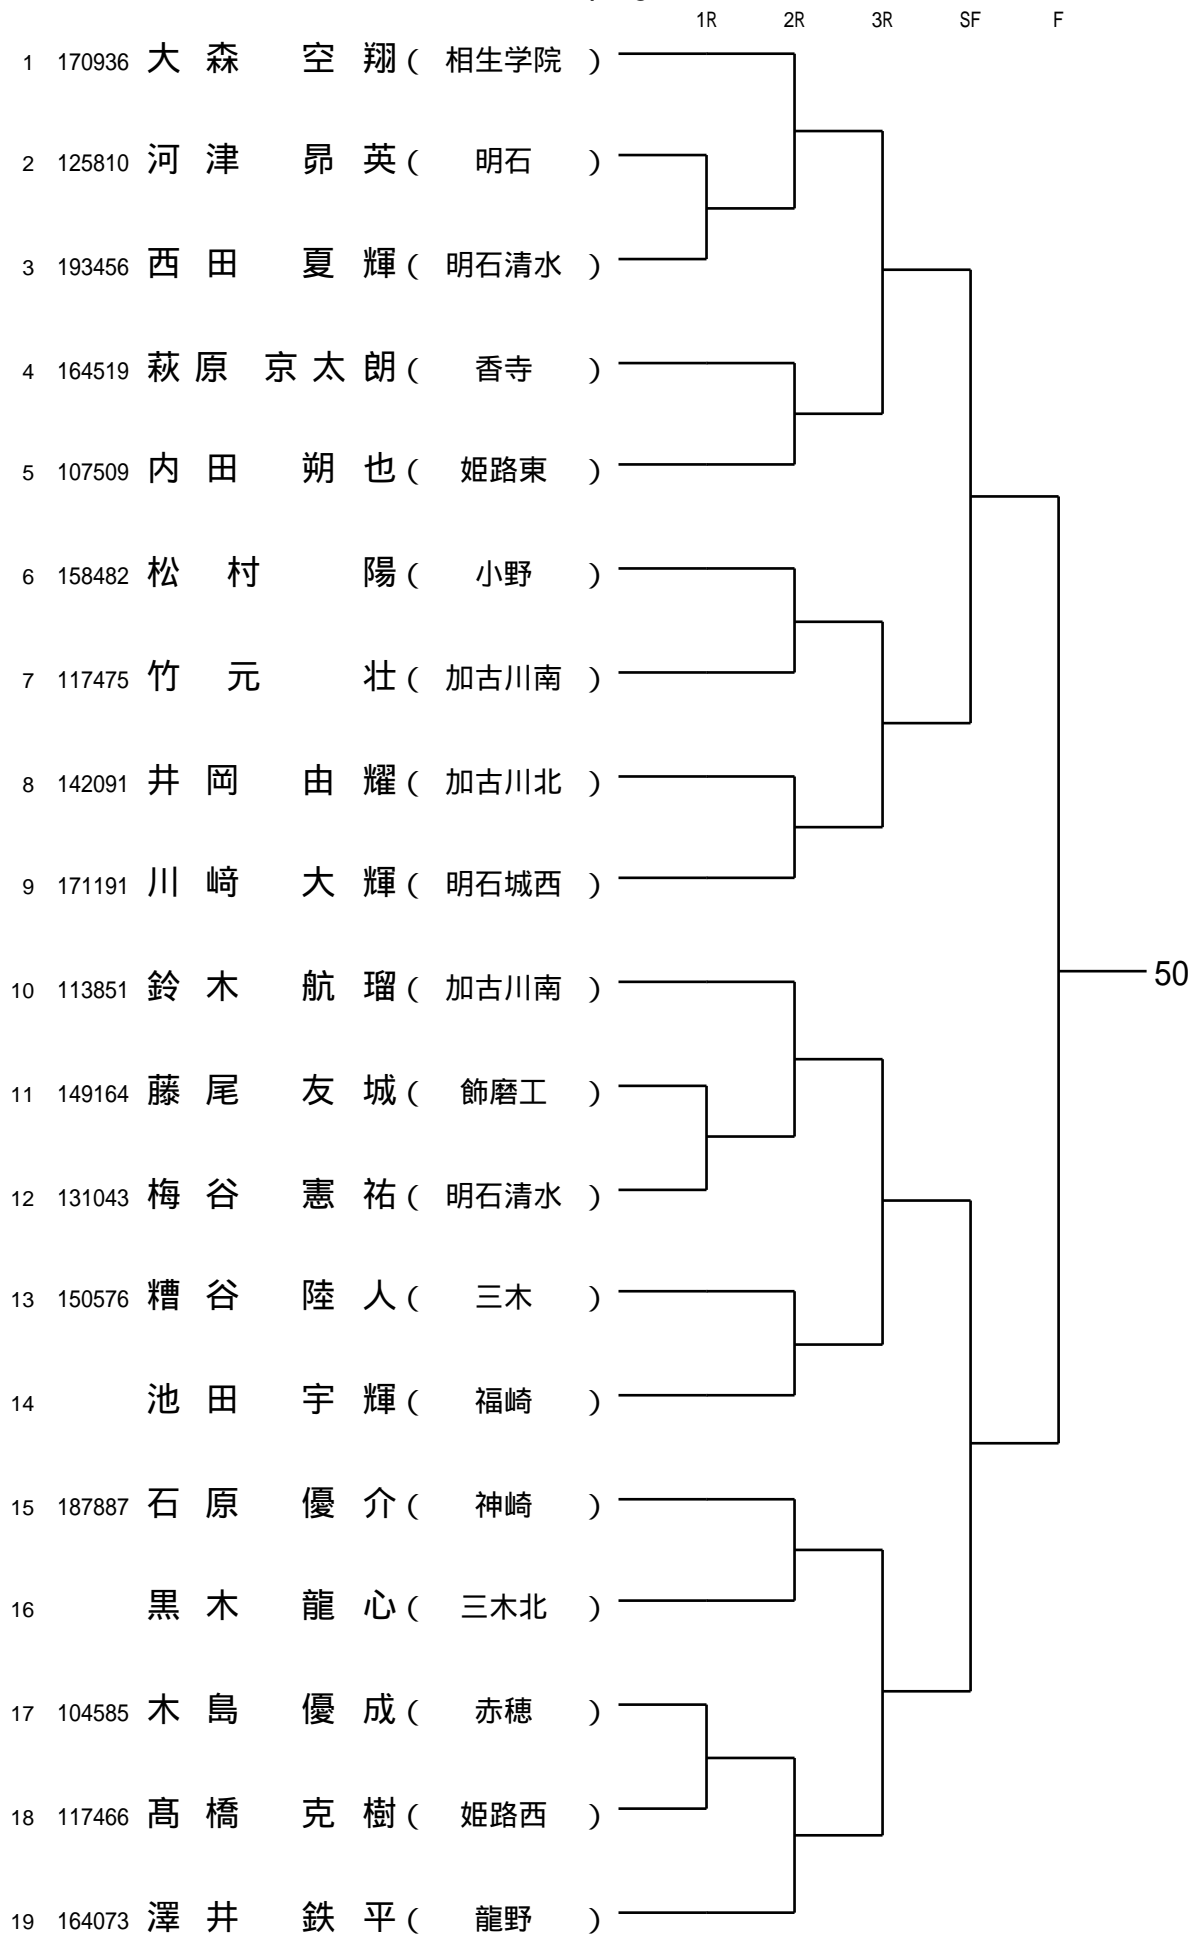 1R 2R 3R SF F
1 170936 大森 空翔 ( 相生学院 )
2 125810 河津 昴英 ( 明石 )
3 193456 西田 夏輝 ( 明石清水 )
4 164519 萩原 京太朗 ( 香寺 )
5 107509 内田 朔也 ( 姫路東 )
6 158482 松村 陽 ( 小野 )
7 117475 竹元 壮 ( 加古川南 )
8 142091 井岡 由耀 ( 加古川北 )
9 171191 川﨑 大輝 ( 明石城西 )
50
10 113851 鈴木 航瑠 ( 加古川南 )
11 149164 藤尾 友城 ( 飾磨工 )
12 131043 梅谷 憲祐 ( 明石清水 )
13 150576 糟谷 陸人 ( 三木 )
14 池田 宇輝 ( 福崎 )
15 187887 石原 優介 ( 神崎 )
16 黒木 龍心 ( 三木北 )
17 104585 木島 優成 ( 赤穂 )
18 117466 髙橋 克樹 ( 姫路西 )
19 164073 澤井 鉄平 ( 龍野 )